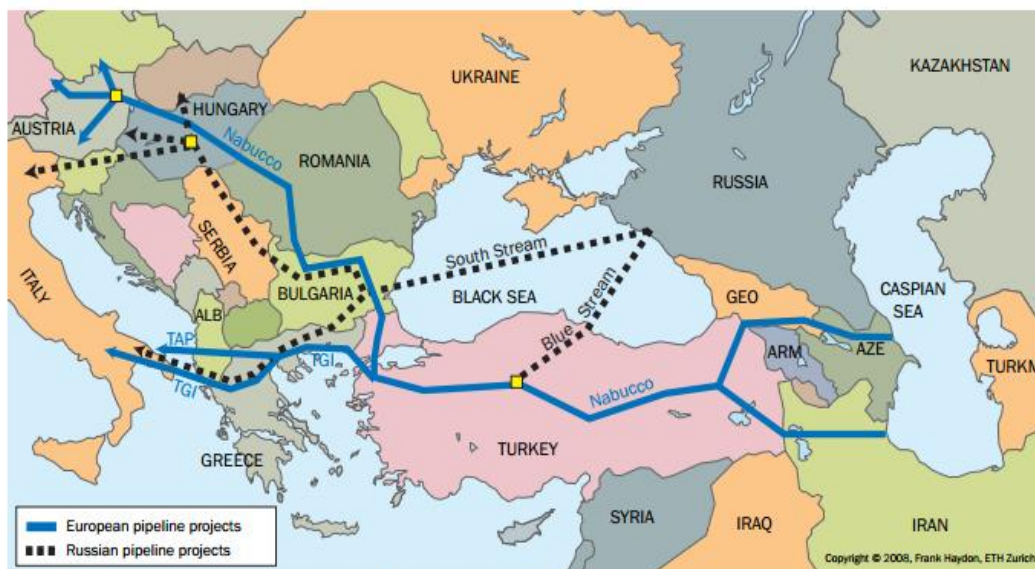 UKRAINE
KAZAKHSTAN
AUSTRIA
HUNGARY
Nabucco
ROMANIA
RUSSIA
SERBIA
South Stream
ITALY
BULGARIA
BLACK SEA
Blue Stream
GEO
CASPIAN
SEA
ALB
TAP
TGI
TGI
ARM
AZE
TURKM
Nabucco
GREECE
TURKEY
SYRIA
IRAQ
IRAN
European pipeline projects
Russian pipeline projects
Copyright © 2008, Frank Haydon, ETH Zurich